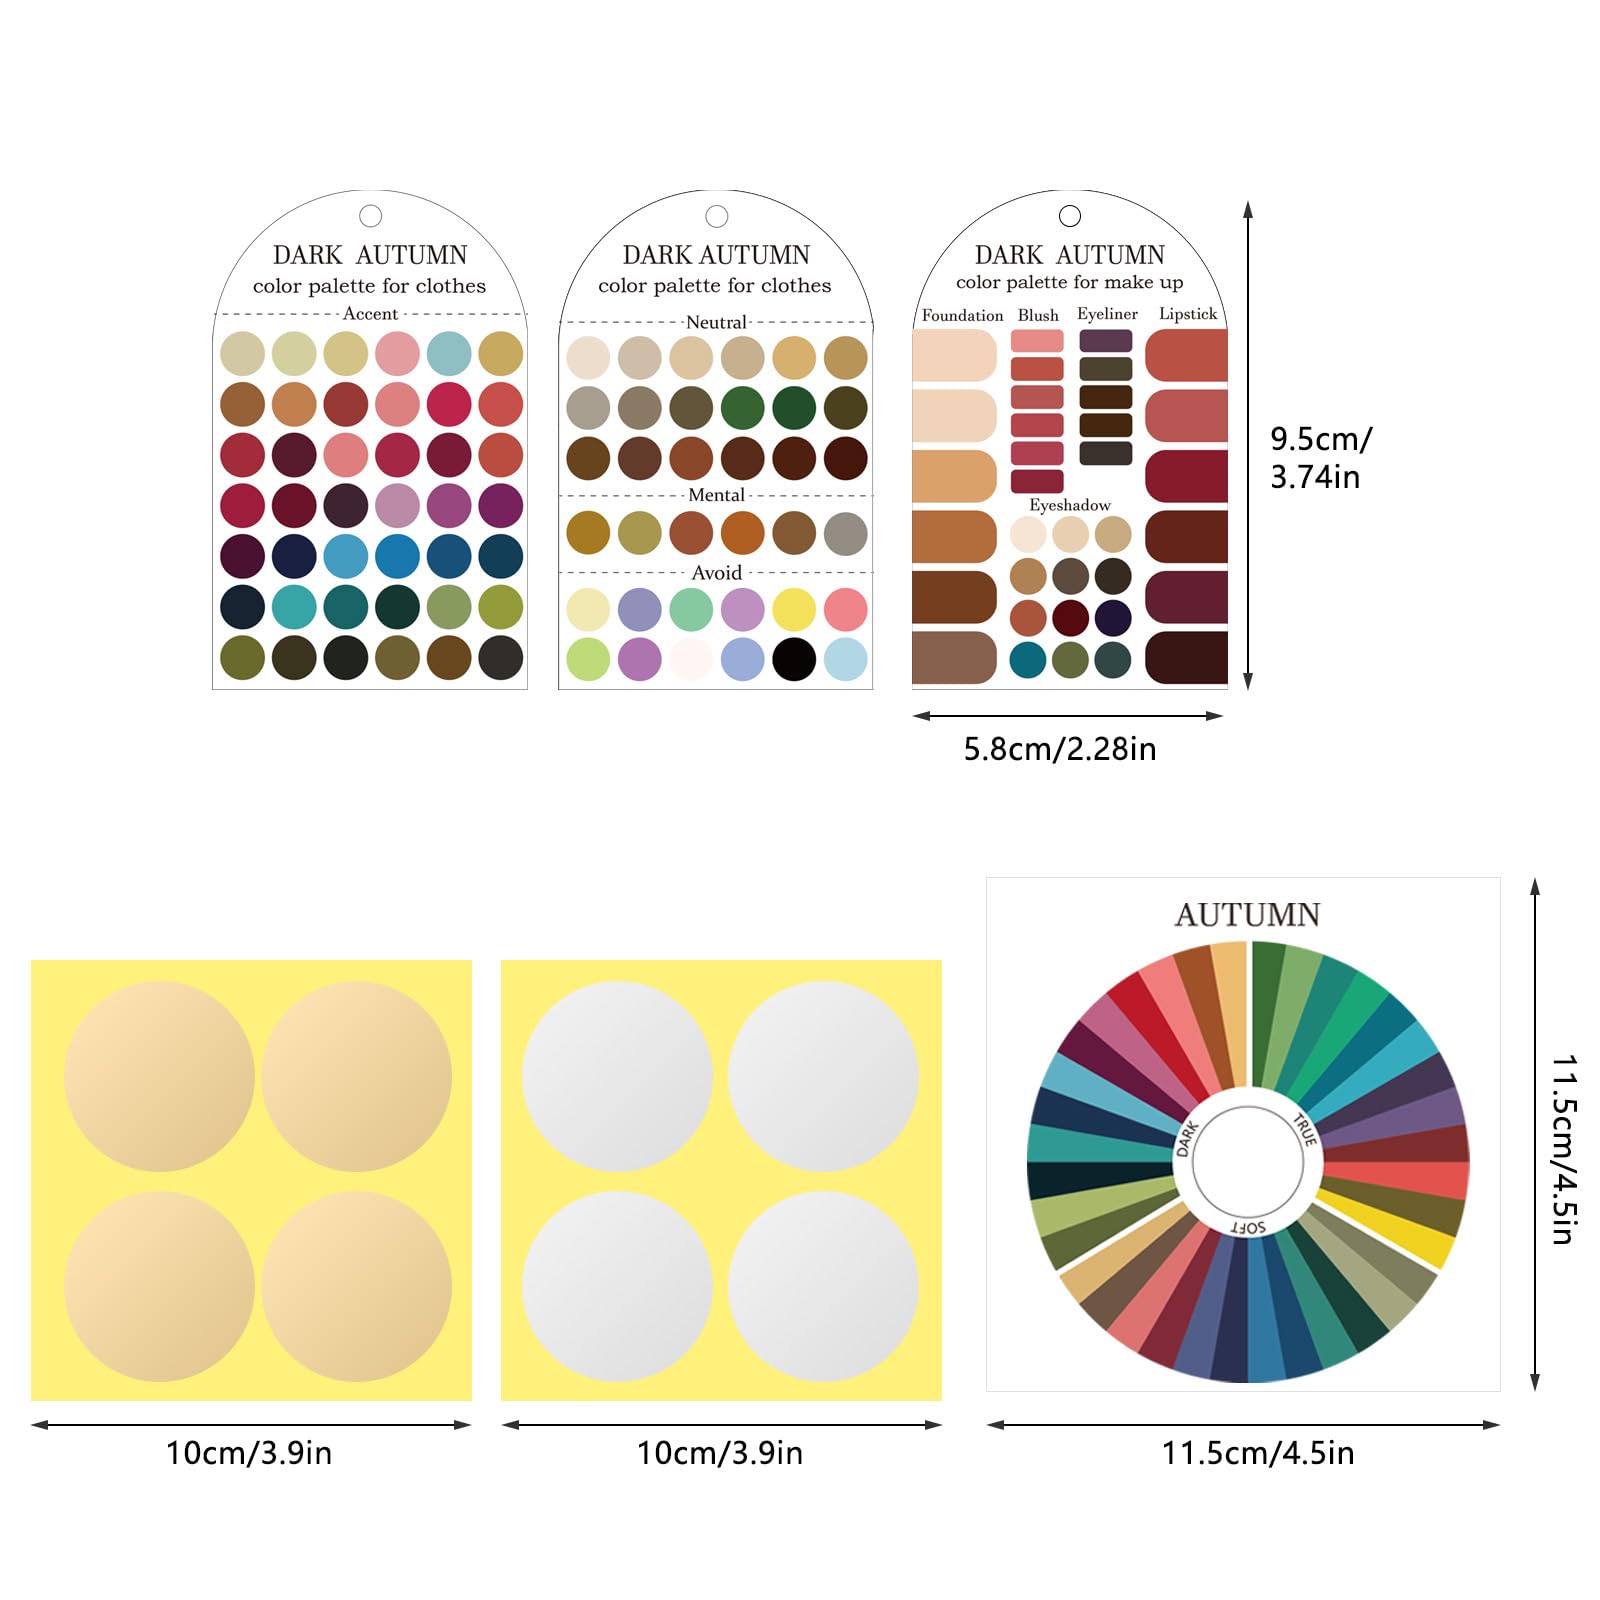 DARK AUTUMN
color palette for clothes
Accent
DARK AUTUMN
color palette for clothes
Neutral
Mental
Avoid
DARK AUTUMN
color palette for make up
Foundation Blush Eyeliner Lipstick
Eyeshadow
9.5cm/
3.74in
5.8cm/2.28in
AUTUMN
DARK
TRUE
SOFT
11.5cm/4.5in
10cm/3.9in
10cm/3.9in
11.5cm/4.5in